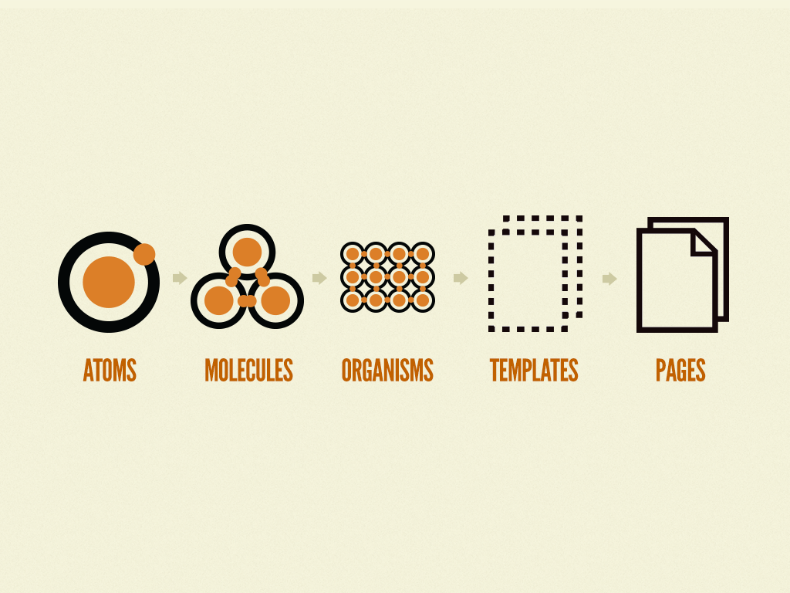 ATOMS
MOLECULES
ORGANISMS
TEMPLATES
PAGES